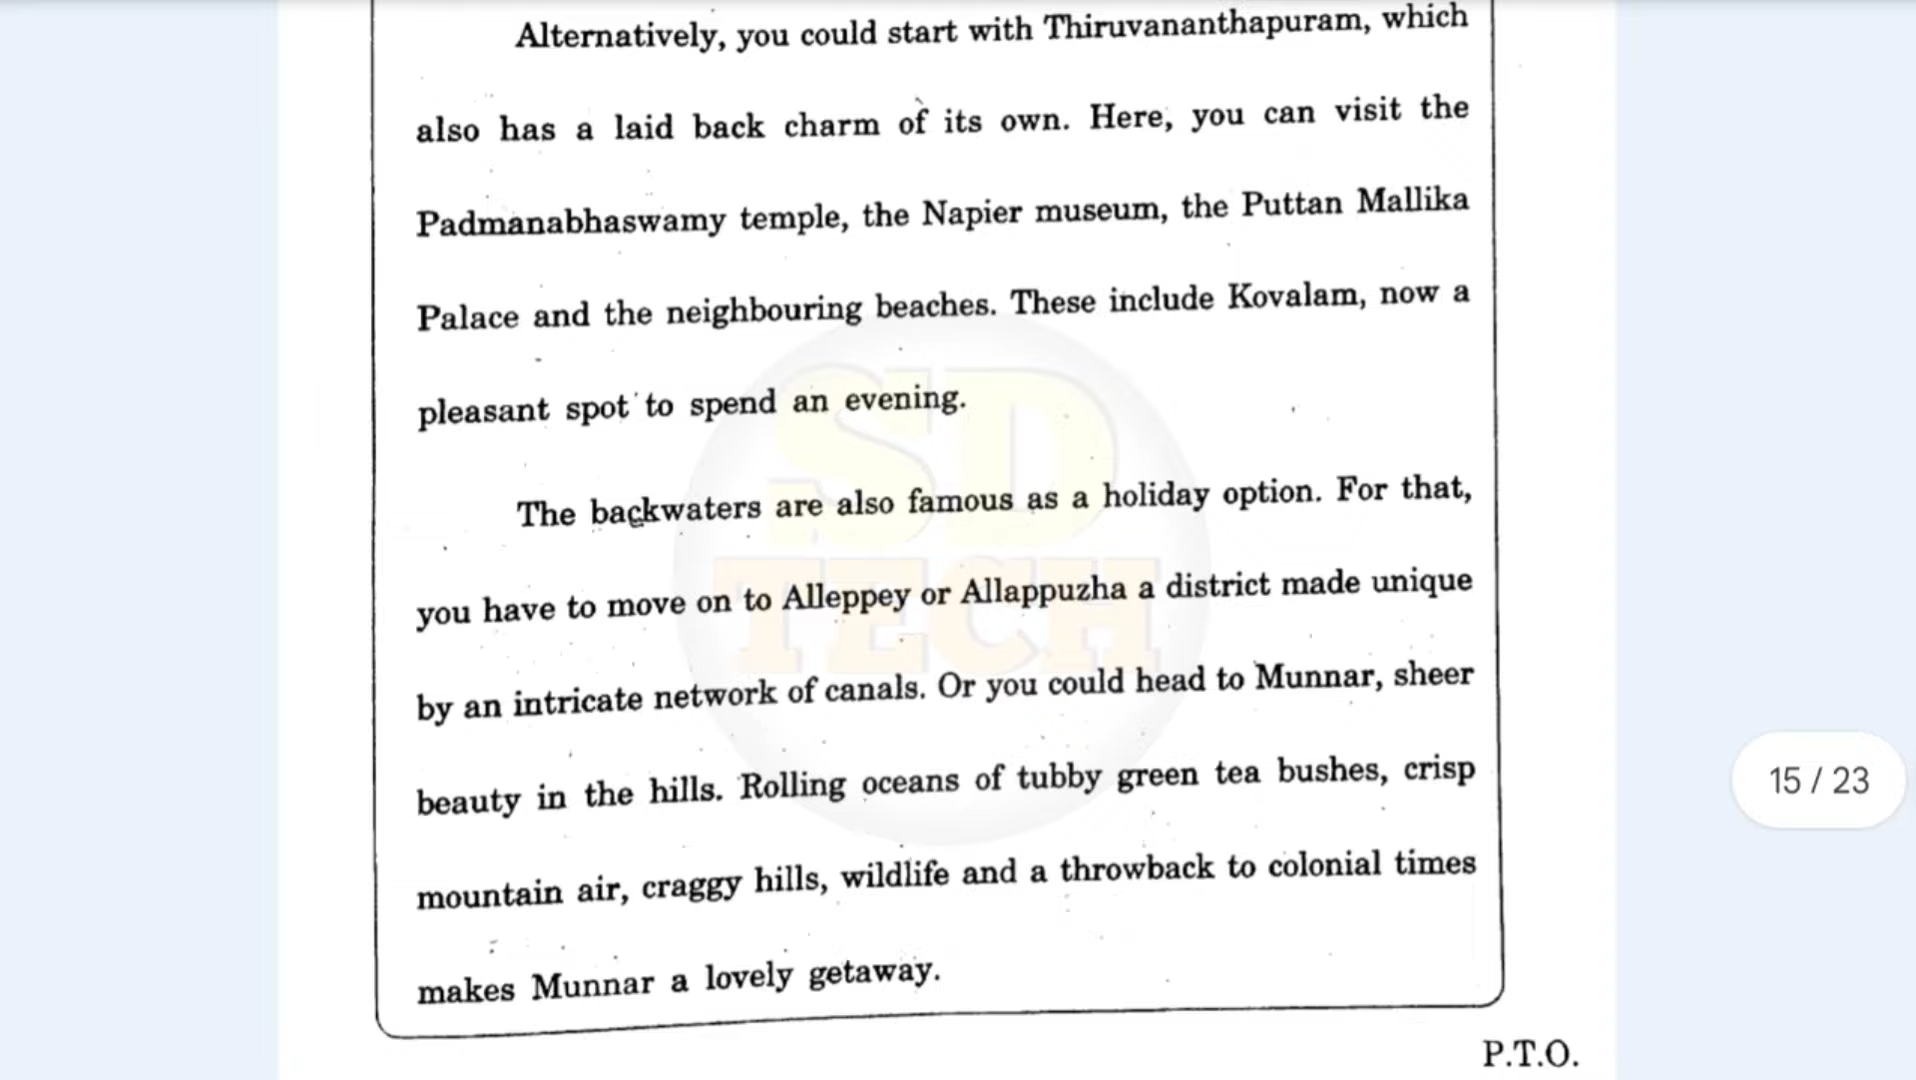 Alternatively, you could start with Thiruvananthapuram, which
also has a laid back charm of its own. Here, you can visit the
Padmanabhaswamy temple, the Napier museum, the Puttan Mallika
Palace and the neighbouring beaches. These include Kovalam, now a
pleasant spot to spend an evening.
The backwaters are also famous as a holiday option. For that,
you have to move on to Alleppey or Allappuzha a district made unique
by an intricate network of canals. Or you could head to Munnar, sheer
beauty in the hills. Rolling oceans of tubby green tea bushes, crisp
mountain air, craggy hills, wildlife and a throwback to colonial times
makes Munnar a lovely getaway.
SD
TECH
15 / 23
P.T.O.